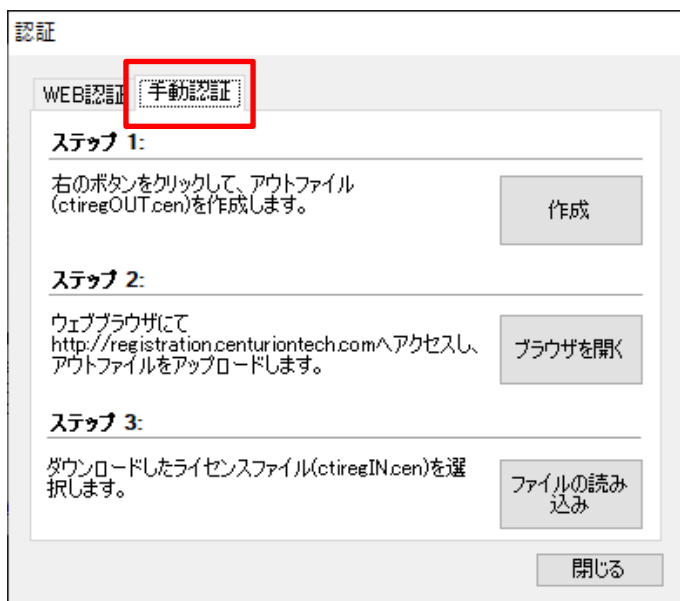 認証
WEB認証 手動認証
ステップ 1:
右のボタンをクリックして、アウトファイル
(ctiregOUT.cen)を作成します。
作成
ステップ 2:
ウェブブラウザにて
http://registration.centuriontech.comへアクセスし、
アウトファイルをアップロードします。
ブラウザを開く
ステップ 3:
ダウンロードしたライセンスファイル(ctiregIN.cen)を選
択します。
ファイルの読み
込み
閉じる